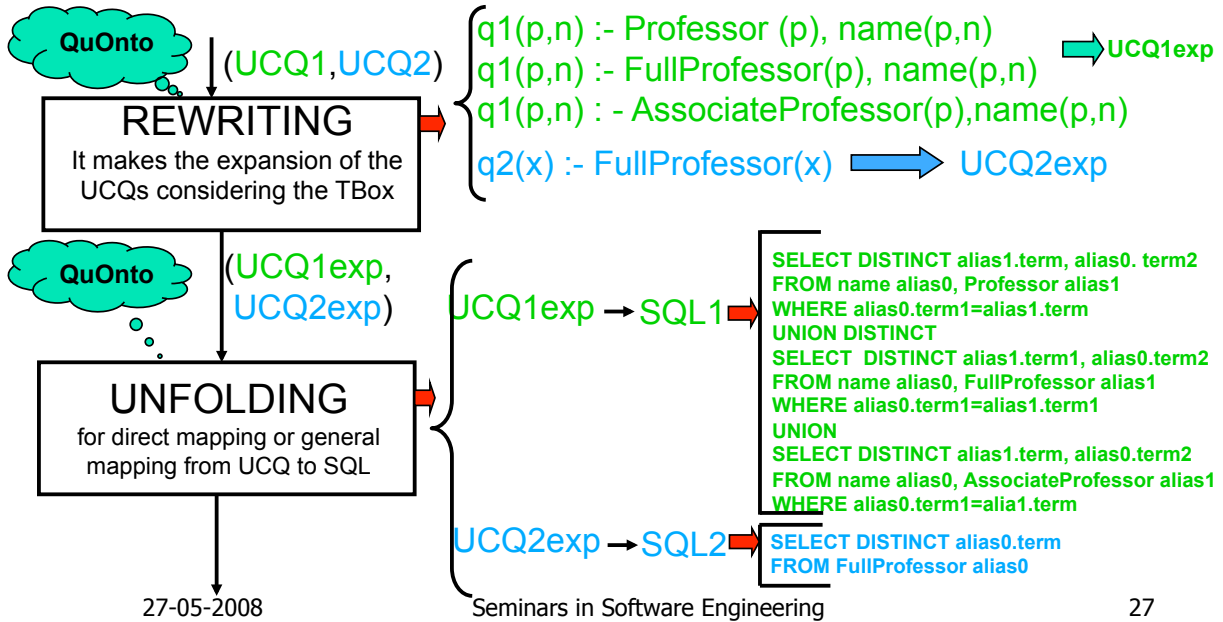 QuOnto
(UCQ1,UCQ2)
REWRITING
It makes the expansion of the
UCQs considering the TBox
q1(p,n) :- Professor (p), name(p,n)
q1(p,n) :- FullProfessor(p), name(p,n)
q1(p,n) : - AssociateProfessor(p),name(p,n)
UCQ1exp
q2(x) :- FullProfessor(x)
UCQ2exp
QuOnto
(UCQ1exp,
UCQ2exp)
UNFOLDING
for direct mapping or general
mapping from UCQ to SQL
UCQ1exp → SQL1
SELECT DISTINCT alias1.term, alias0. term2
FROM name alias0, Professor alias1
WHERE alias0.term1=alias1.term
UNION DISTINCT
SELECT  DISTINCT alias1.term1, alias0.term2
FROM name alias0, FullProfessor alias1
WHERE alias0.term1=alias1.term1
UNION
SELECT DISTINCT alias1.term, alias0.term2
FROM name alias0, AssociateProfessor alias1
WHERE alias0.term1=alia1.term
UCQ2exp → SQL2
SELECT DISTINCT alias0.term
FROM FullProfessor alias0
27-05-2008
Seminars in Software Engineering
27